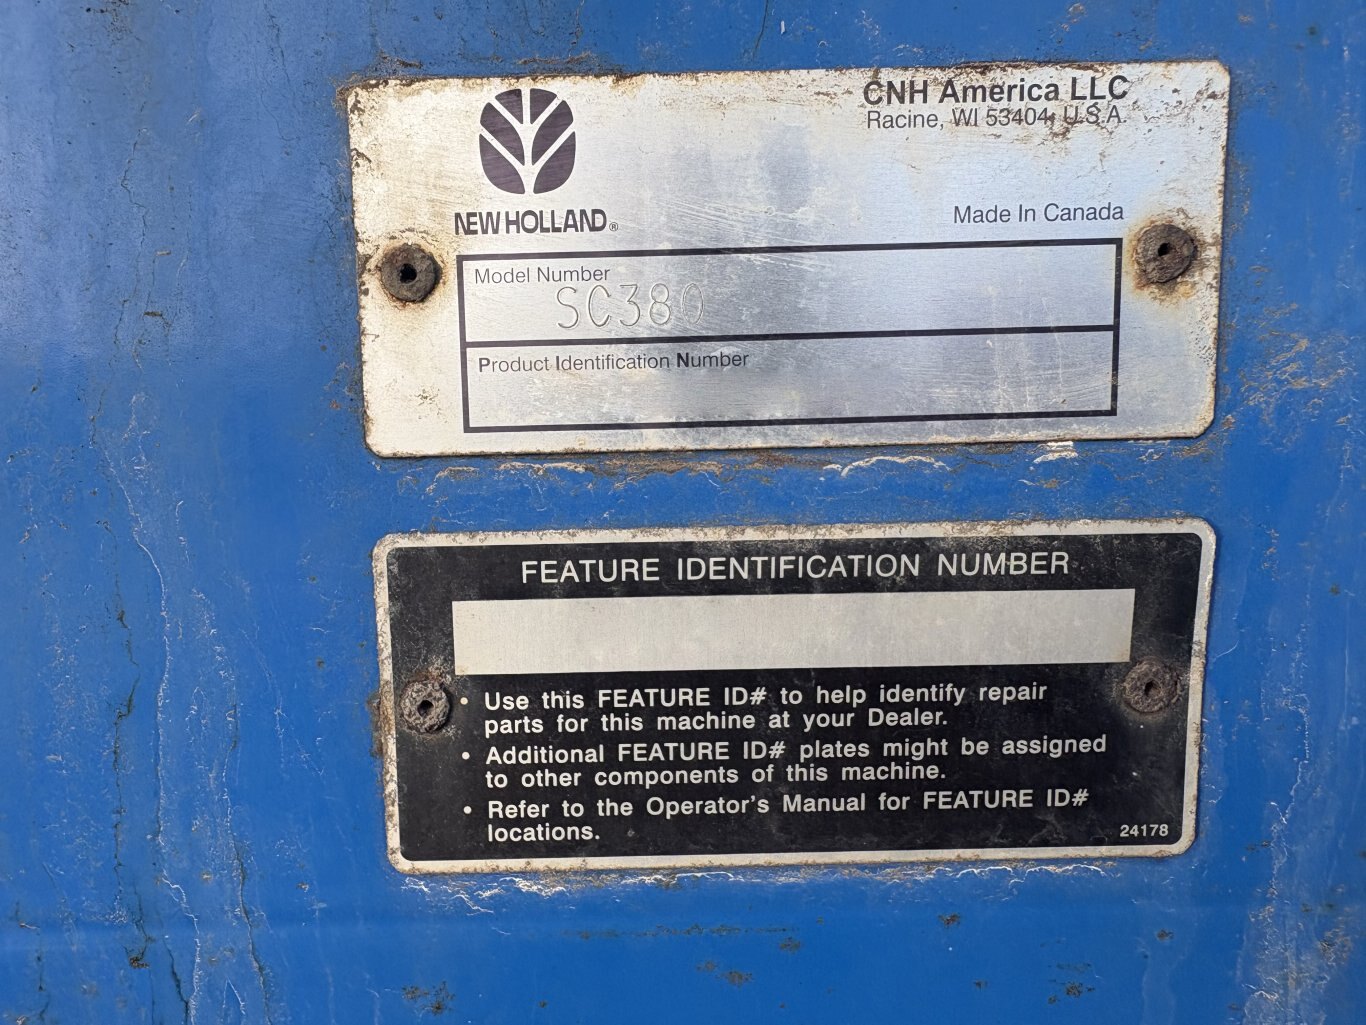 CNH America LLC
Racine, WI 53404, U.S.A.
NEW HOLLAND®
Made In Canada
Model Number
SC380
Product Identification Number
FEATURE IDENTIFICATION NUMBER
• Use this FEATURE ID# to help identify repair
parts for this machine at your Dealer.
• Additional FEATURE ID# plates might be assigned
to other components of this machine.
• Refer to the Operator's Manual for FEATURE ID#
locations.
24178